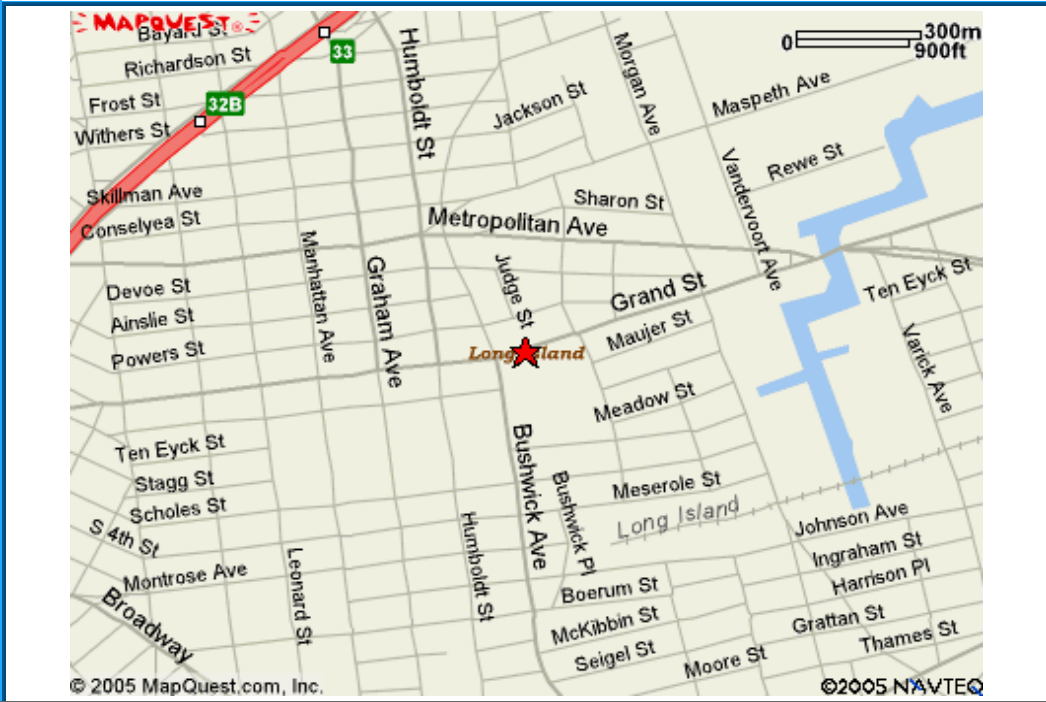 MAPQUEST
Bayard St
Richardson St
33
Humboldt St
Morgan Ave
0 300m
900ft
Frost St
32B
Jackson St
Maspeth Ave
Withers St
Vandervoort Ave
Rewe St
Skillman Ave
Sharon St
Conselyea St
Metropolitan Ave
Manhattan Ave
Graham Ave
Judge St
Devoe St
Grand St
Ten Eyck St
Ainslie St
Maujer St
Powers St
Varick Ave
Meadow St
Ten Eyck St
Bushwick Ave
Stagg St
Bushwick Pl
Meserole St
Scholes St
Long Island
S 4th St
Humboldt St
Johnson Ave
Leonard St
Ingraham St
Montrose Ave
Harrison Pl
Boerum St
Broadway
McKibbin St
Grattan St
Seigel St
Moore St
Thames St
© 2005 MapQuest.com, Inc.
©2005 NAVTEQ